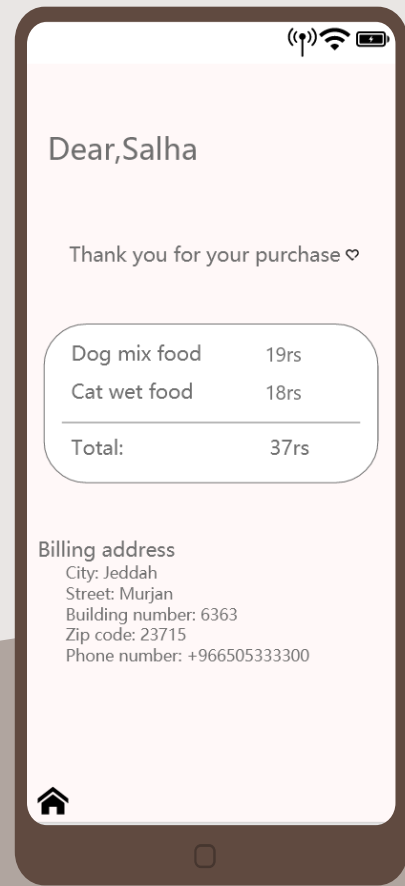 Dear,Salha
Thank you for your purchase ♡
Dog mix food 19rs
Cat wet food 18rs
Total: 37rs
Billing address
City: Jeddah
Street: Murjan
Building number: 6363
Zip code: 23715
Phone number: +966505333300